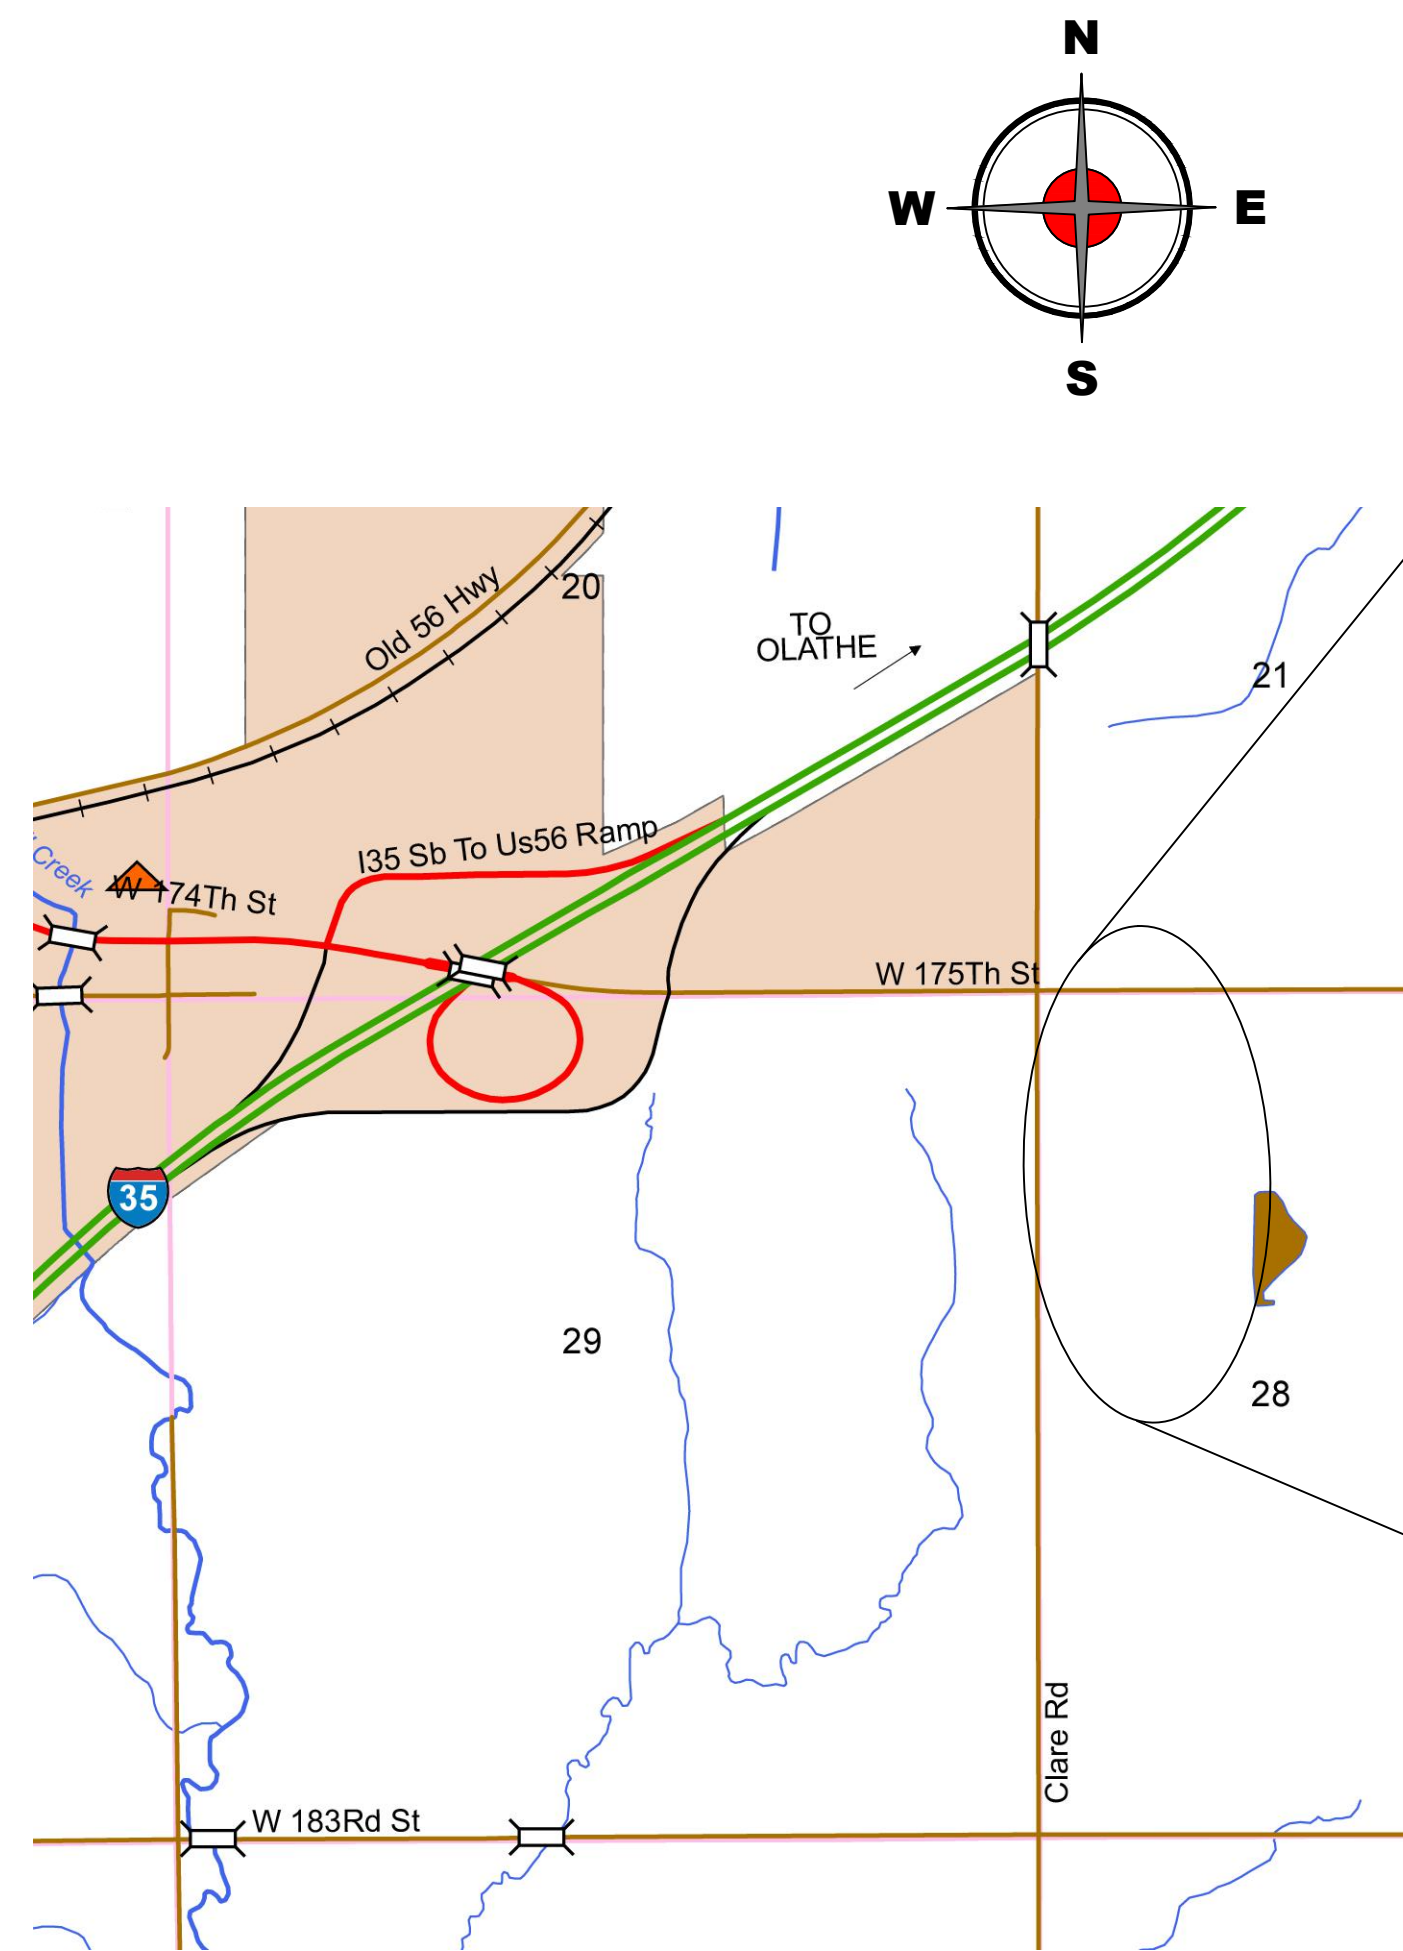 N
W
E
S
Old 56 Hwy
20
TO
OLATHE
21
I35 Sb To Us56 Ramp
Creek
W 174Th St
W 175Th St
35
29
28
Clare Rd
W 183Rd St